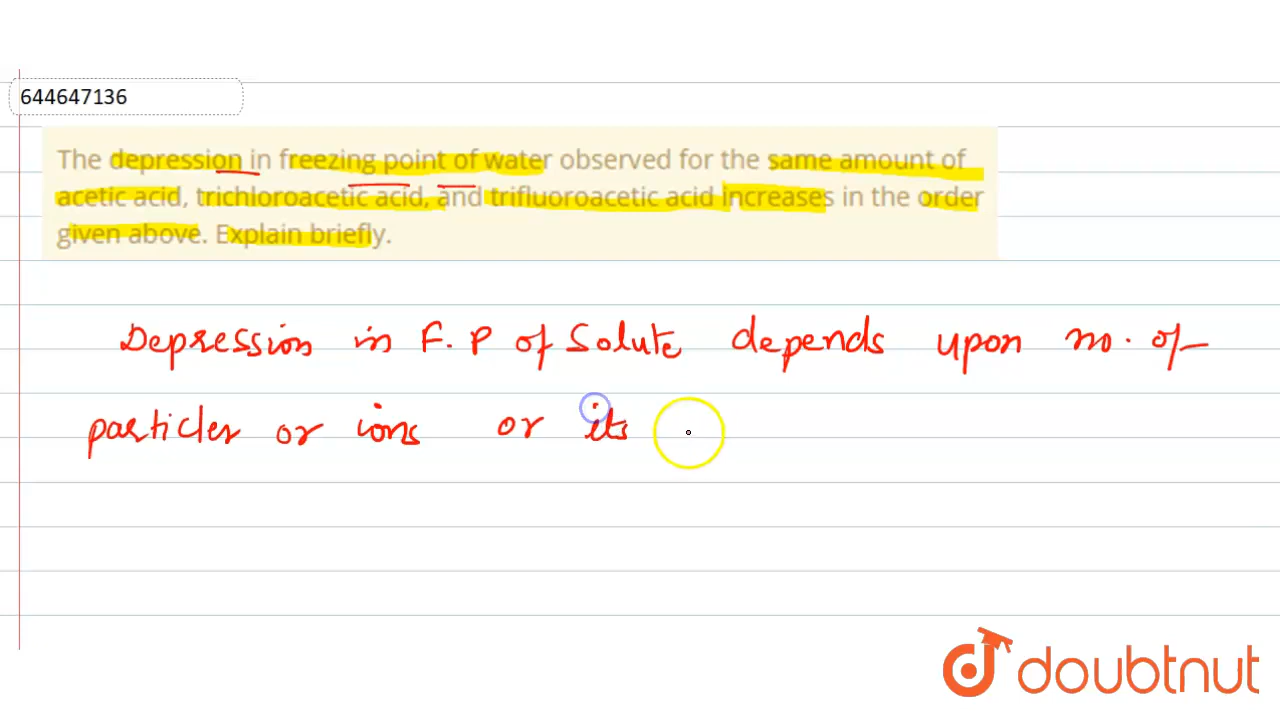 644647136
The depression in freezing point of water observed for the same amount of
acetic acid, trichloroacetic acid, and trifluoroacetic acid increases in the order
given above. Explain briefly.
Depression in F.P of Solute depends upon no. of
particles or ions or its
doubtnut